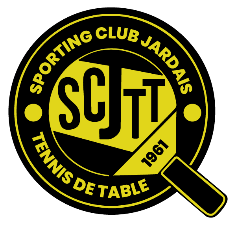 SPORTING CLUB JARDAIS
SCJTT
1961
TENNIS DE TABLE